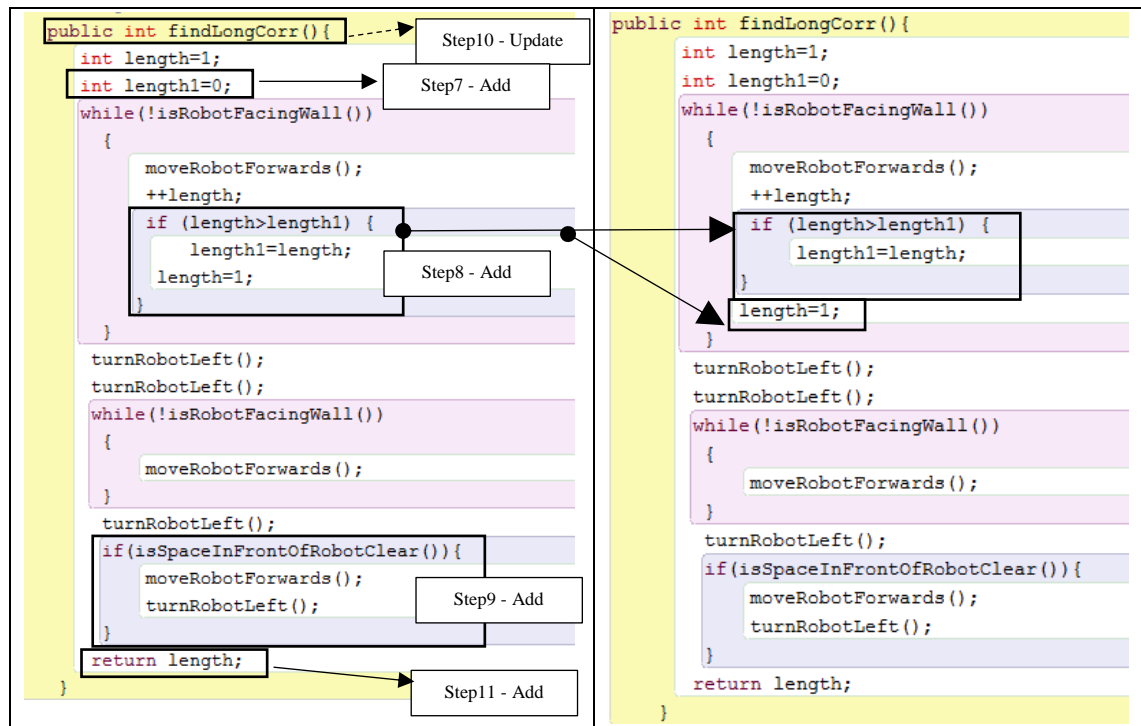 public int findLongCorr(){
Step10 - Update
int length=1;
int length1=0;
Step7 - Add
while(!isRobotFacingWall())
{
moveRobotForwards();
++length;
if (length>length1) {
length1=length;
Step8 - Add
length=1;
}
}
turnRobotLeft();
turnRobotLeft();
while(!isRobotFacingWall())
{
moveRobotForwards();
}
turnRobotLeft();
if(isSpaceInFrontOfRobotClear()){
moveRobotForwards();
turnRobotLeft();
Step9 - Add
}
return length;
Step11 - Add
}
public int findLongCorr(){
int length=1;
int length1=0;
while(!isRobotFacingWall())
{
moveRobotForwards();
++length;
if (length>length1) {
length1=length;
}
length=1;
}
turnRobotLeft();
turnRobotLeft();
while(!isRobotFacingWall())
{
moveRobotForwards();
}
turnRobotLeft();
if(isSpaceInFrontOfRobotClear()){
moveRobotForwards();
turnRobotLeft();
}
return length;
}